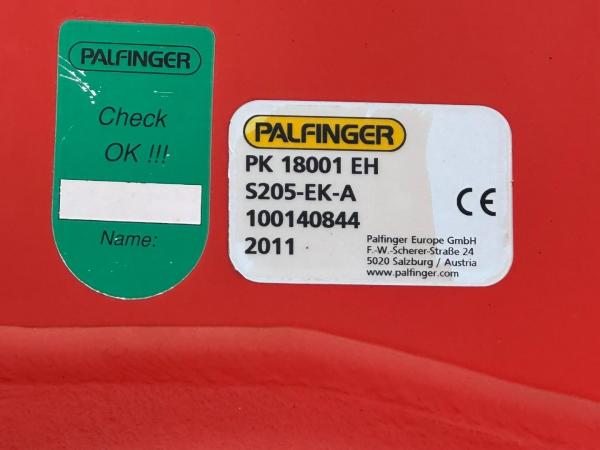 PALFINGER
Check
OK !!!
Name:
PALFINGER
PK 18001 EH
S205-EK-A
100140844
2011
CE
Palfinger Europe GmbH
F.-W.-Scherer-Straße 24
5020 Salzburg / Austria
www.palfinger.com